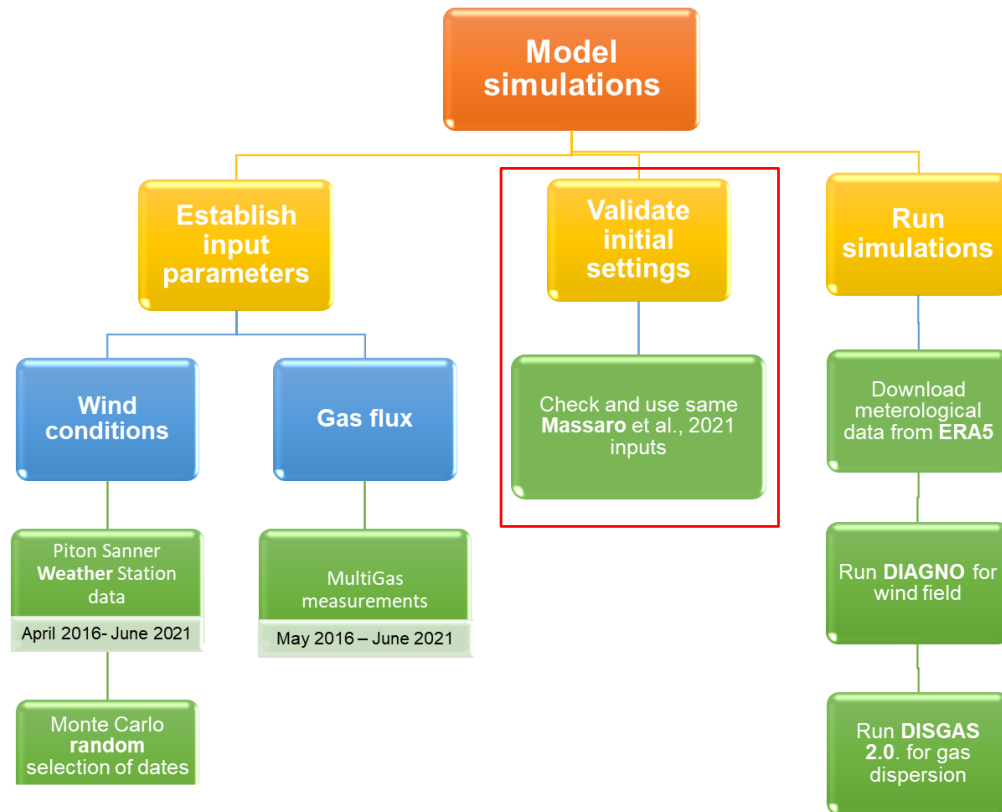 Model
simulations
Establish
input
parameters
Validate
initial
settings
Run
simulations
Wind
conditions
Gas flux
Check and use same
Massaro et al., 2021
inputs
Download
meterological
data from ERA5
Piton Sanner
Weather Station
data
April 2016- June 2021
MultiGas
measurements
May 2016 – June 2021
Run DIAGNO for
wind field
Monte Carlo
random
selection of dates
Run DISGAS
2.0. for gas
dispersion